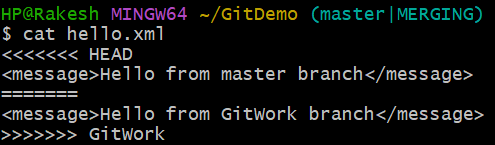 HP@Rakesh MINGW64 ~/GitDemo (master|MERGING)
$ cat hello.xml
<<<<<<< HEAD
<message>Hello from master branch</message>
=======
<message>Hello from GitWork branch</message>
>>>>>>> GitWork